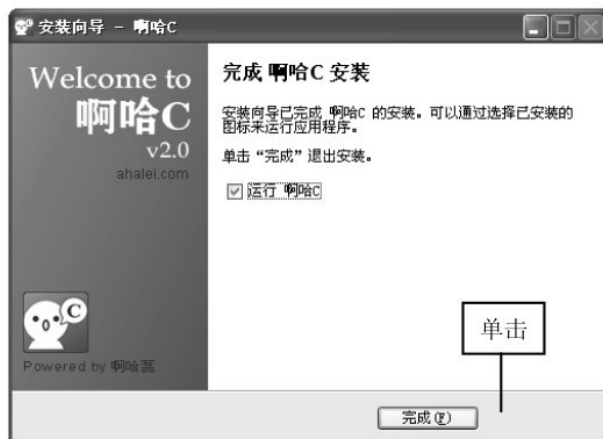 安装向导 - 啊哈C
Welcome to
啊哈C
v2.0
ahalei.com
完成 啊哈C 安装
安装向导已完成 啊哈C 的安装。可以通过选择已安装的
图标来运行应用程序。
单击“完成”退出安装。
运行 啊哈C
C
Powered by 啊哈磊
单击
完成(F)